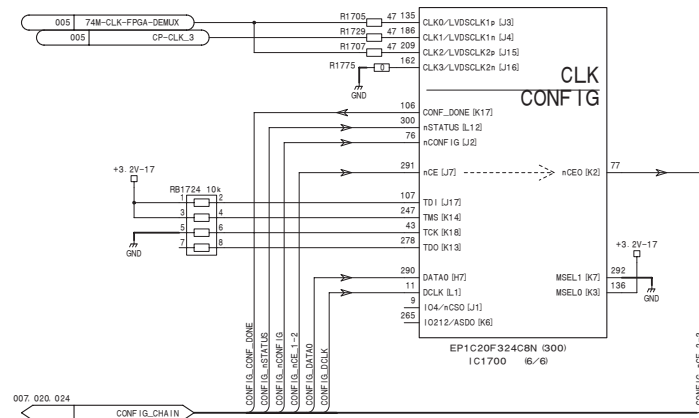 005 74M-CLK-FPGA-DEMUX
005 CP-CLK_3
R1705 47 135 CLK0/LVDSCLK1p [J3]
R1729 47 186 CLK1/LVDSCLK1n [J4]
R1707 47 209 CLK2/LVDSCLK2p [J15]
R1775 0 162 CLK3/LVDSCLK2n [J16]
GND
CLK
CONFIG
106 CONF_DONE [K17]
300 nSTATUS [L12]
76 nCONFIG [J2]
291 nCE [J7] nCEO [K2] 77
+3.2V-17
RB1724 10k
1 2 107 TDI [J17]
3 4 247 TMS [K14]
5 6 43 TCK [K18]
7 8 278 TDO [K13]
GND
+3.2V-17
290 DATA0 [H7] MSEL1 [K7] 292
11 DCLK [L1] MSEL0 [K3] 136
GND
9 IO4/nCSO [J1]
265 IO212/ASDO [K6]
EP1C20F324C8N (300)
IC1700 (6/6)
CONFIG_CONF_DONE
CONFIG_nSTATUS
CONFIG_nCONFIG
CONFIG_nCE_1-2
CONFIG_DATA0
CONFIG_DCLK
007.020.024
CONFIG_CHAIN